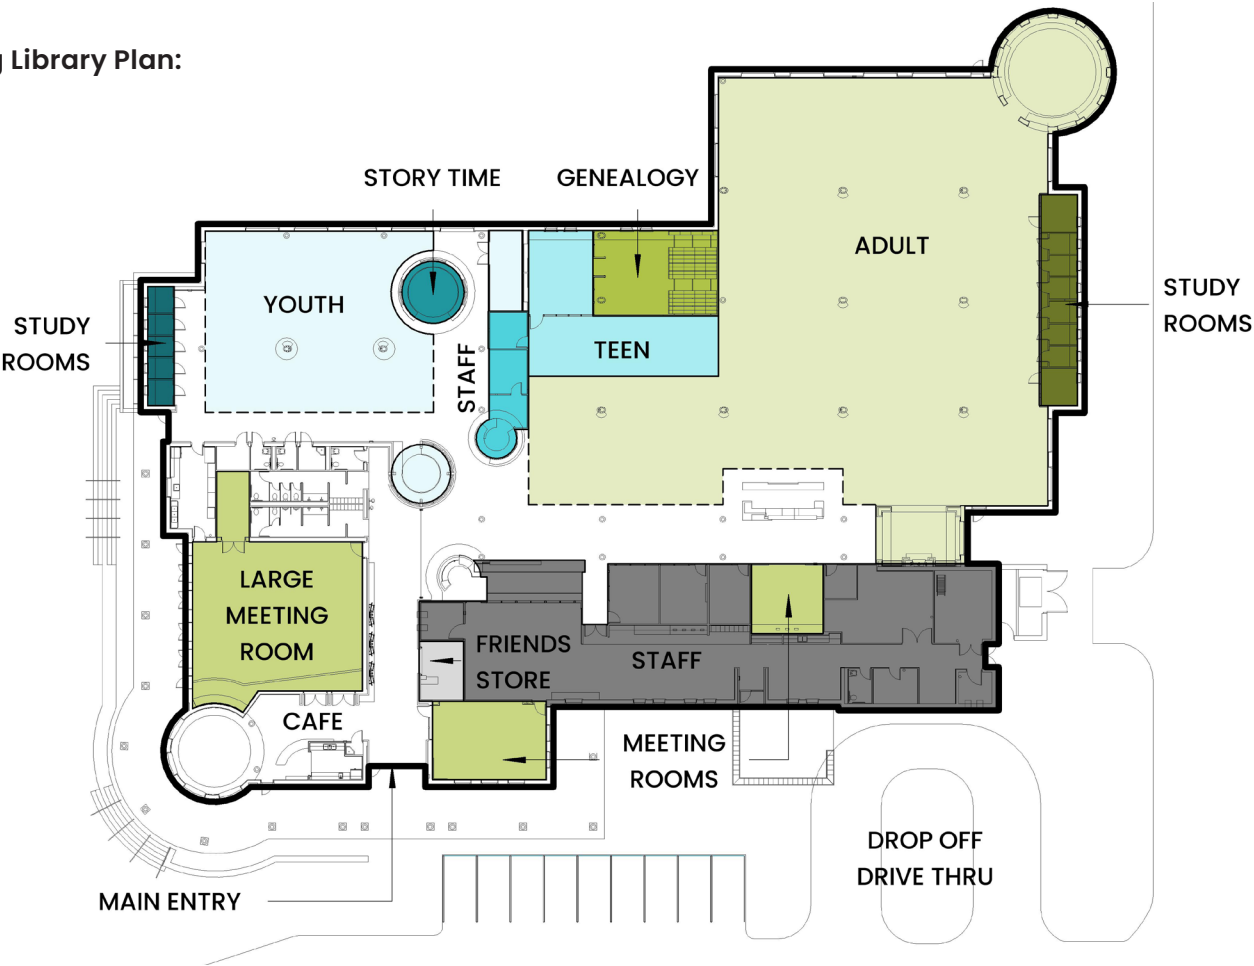 g Library Plan:
STORY TIME
GENEALOGY
ADULT
YOUTH
STUDY
ROOMS
STUDY
ROOMS
TEEN
STAFF
LARGE
MEETING
ROOM
FRIENDS
STORE
STAFF
CAFE
MEETING
ROOMS
DROP OFF
DRIVE THRU
MAIN ENTRY